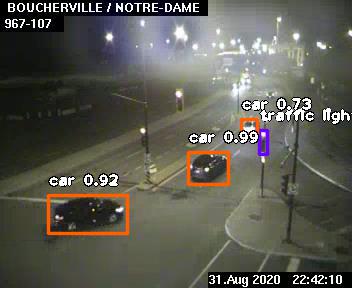 BOUCHERVILLE / NOTRE-DAME
967-107
car 0.73
traffic light
car 0.99
car 0.92
31.Aug 2020 22:42:10